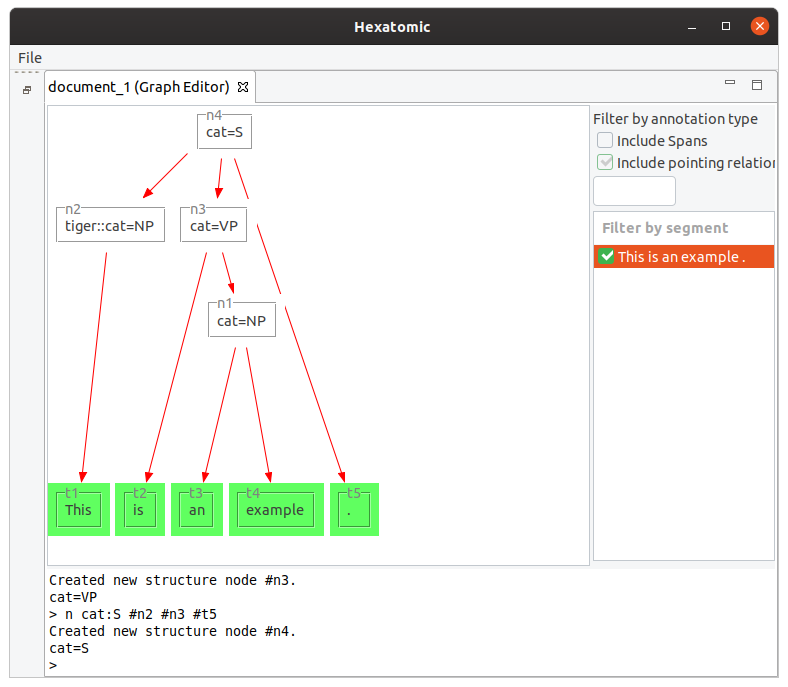 Hexatomic
File
document_1 (Graph Editor)
n4
cat=S
n2
tiger::cat=NP
n3
cat=VP
n1
cat=NP
t1
This
t2
is
t3
an
t4
example
t5
.
Filter by annotation type
Include Spans
Include pointing relation
Filter by segment
This is an example .
Created new structure node #n3.
cat=VP
> n cat:S #n2 #n3 #t5
Created new structure node #n4.
cat=S
>